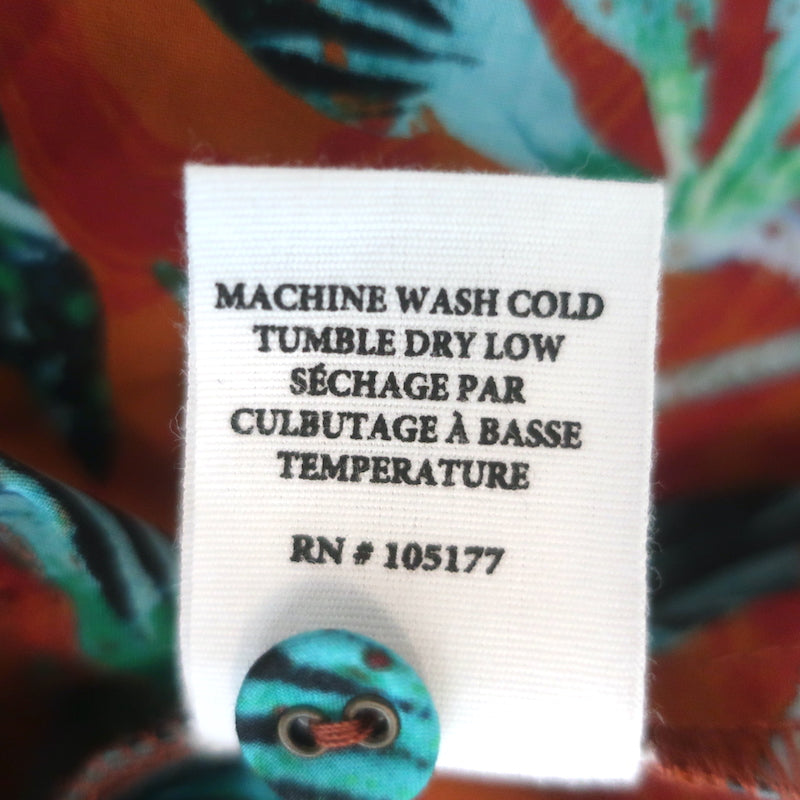 MACHINE WASH COLD
TUMBLE DRY LOW
SÉCHAGE PAR
CULBUTAGE À BASSE
TEMPERATURE
RN # 105177